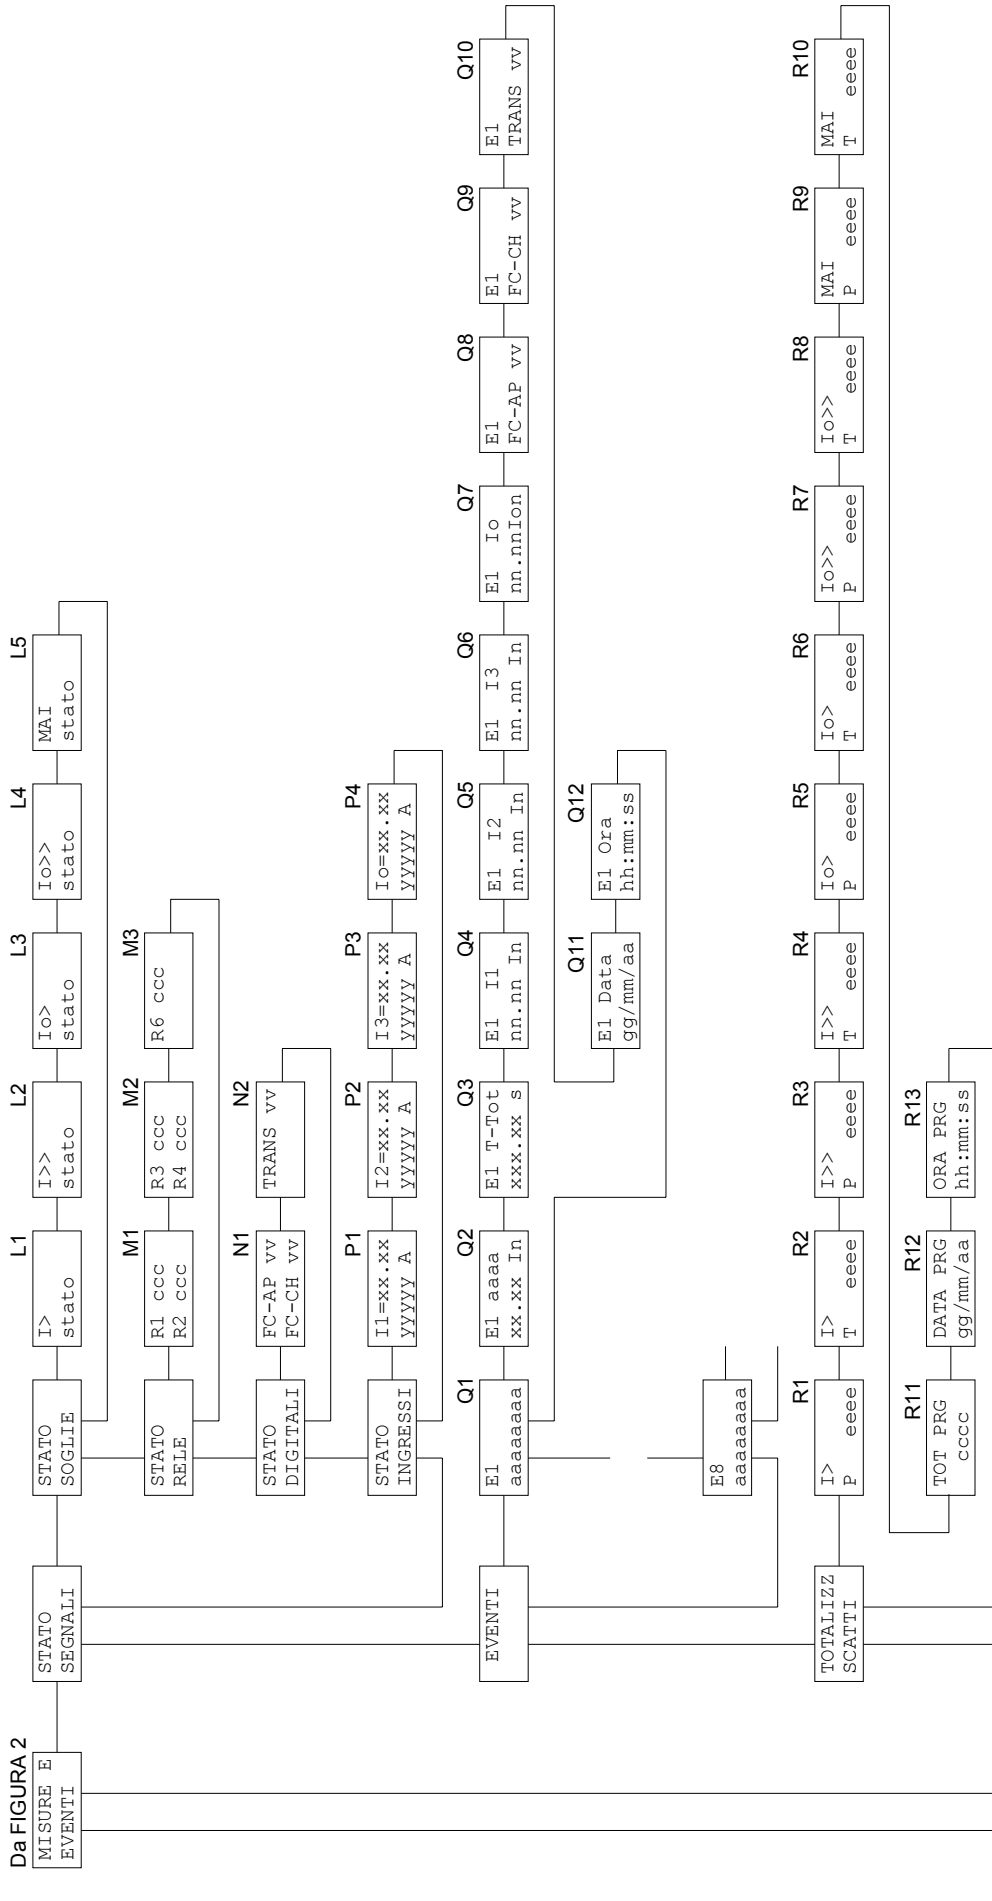 Da FIGURA 2
MISURE E
EVENTI
STATO
SEGNALI
STATO
SOGLIE
L1
I>
stato
L2
I>>
stato
L3
Io>
stato
L4
Io>>
stato
L5
MAI
stato
STATO
RELE
M1
R1 ccc
R2 ccc
M2
R3 ccc
R4 ccc
M3
R6 ccc
STATO
DIGITALI
N1
FC-AP vv
FC-CH vv
N2
TRANS vv
STATO
INGRESSI
P1
I1=xx.xx
yyyyy A
P2
I2=xx.xx
yyyyy A
P3
I3=xx.xx
yyyyy A
P4
Io=xx.xx
yyyyy A
EVENTI
Q1
E1
aaaaaaaaa
Q2
E1 aaaa
xx.xx In
Q3
E1 T-Tot
xxx.xx s
Q4
E1 I1
nn.nn In
Q5
E1 I2
nn.nn In
Q6
E1 I3
nn.nn In
Q7
E1 Io
nn.nnIon
Q8
E1
FC-AP vv
Q9
E1
FC-CH vv
Q10
E1
TRANS vv
Q11
E1 Data
gg/mm/aa
Q12
E1 Ora
hh:mm:ss
E8
aaaaaaaaa
TOTALIZZ
SCATTI
R1
I>
P eeee
R2
I>
T eeee
R3
I>>
P eeee
R4
I>>
T eeee
R5
Io>
P eeee
R6
Io>
T eeee
R7
Io>>
P eeee
R8
Io>>
T eeee
R9
MAI
P eeee
R10
MAI
T eeee
R11
TOT PRG
cccc
R12
DATA PRG
gg/mm/aa
R13
ORA PRG
hh:mm:ss